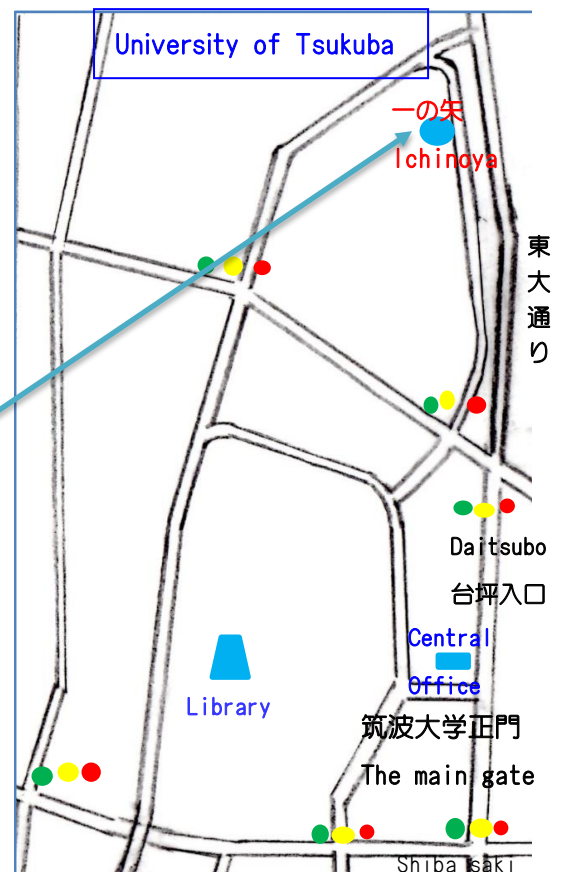 University of Tsukuba
一の矢
Ichinoya
東大通り
Daitsubo
台坪入口
Central
Office
Library
筑波大学正門
The main gate
Shibasaki